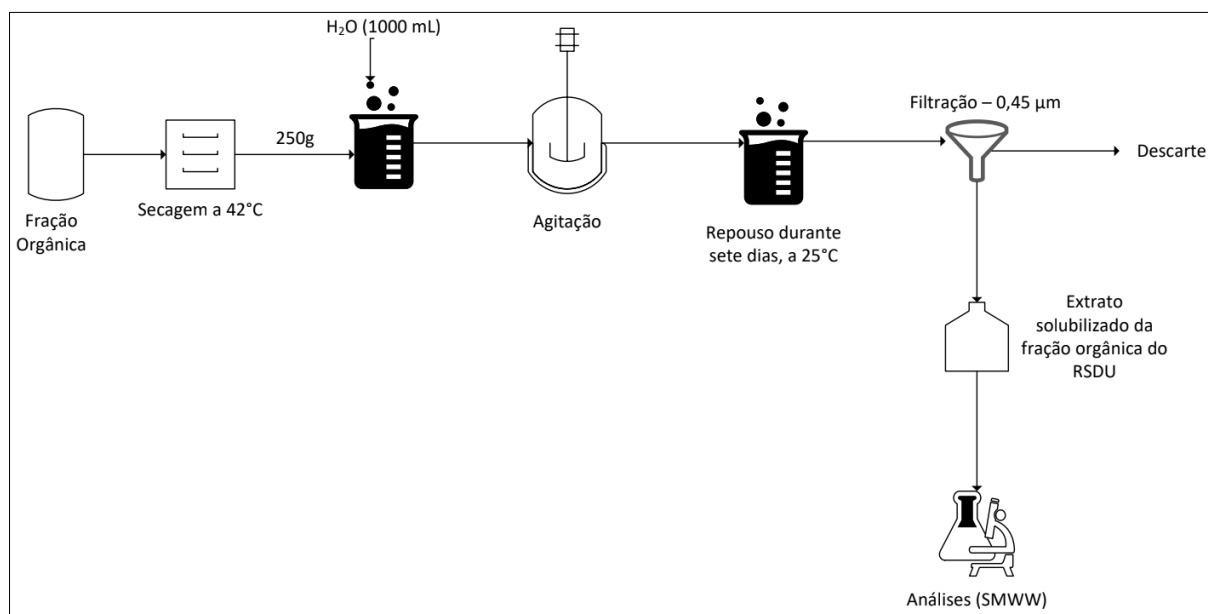 H₂O (1000 mL)
Filtração – 0,45 µm
250g
Descarte
Secagem a 42°C
Fração
Orgânica
Agitação
Repouso durante
sete dias, a 25°C
Extrato
solubilizado da
fração orgânica do
RSDU
Análises (SMWW)